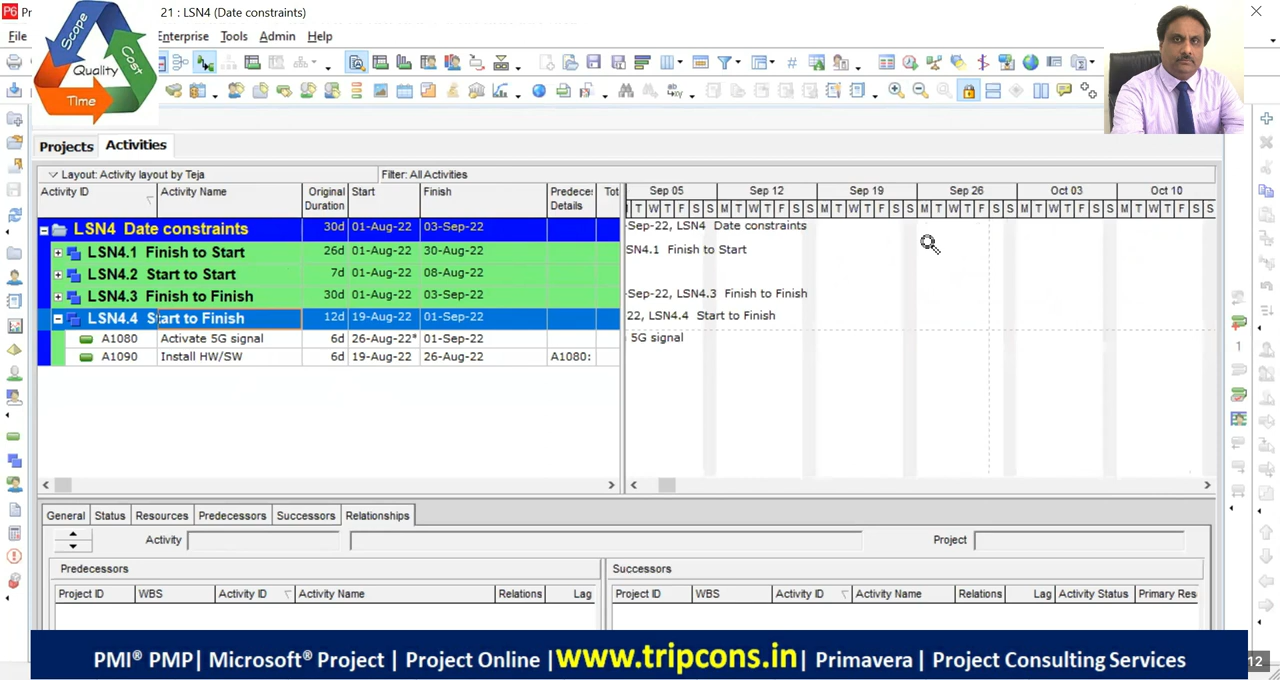 P6 Pr 21 : LSN4 (Date constraints)
File Enterprise Tools Admin Help
Scope
Cost
Quality
Time
Projects Activities
Layout: Activity layout by Teja Filter: All Activities
Activity ID Activity Name Original Duration Start Finish Predeces Details Tot
Sep 05 Sep 12 Sep 19 Sep 26 Oct 03 Oct 10
T W T F S S M T W T F S S M T W T F S S M T W T F S S M T W T F S S M T W T F S S
LSN4 Date constraints 30d 01-Aug-22 03-Sep-22 -Sep-22, LSN4 Date constraints
LSN4.1 Finish to Start 26d 01-Aug-22 30-Aug-22 SN4.1 Finish to Start
LSN4.2 Start to Start 7d 01-Aug-22 08-Aug-22
LSN4.3 Finish to Finish 30d 01-Aug-22 03-Sep-22 -Sep-22, LSN4.3 Finish to Finish
LSN4.4 Start to Finish 12d 19-Aug-22 01-Sep-22 22, LSN4.4 Start to Finish
A1080 Activate 5G signal 6d 26-Aug-22* 01-Sep-22 5G signal
A1090 Install HW/SW 6d 19-Aug-22 26-Aug-22 A1080:
General Status Resources Predecessors Successors Relationships
Activity Project
Predecessors Successors
Project ID WBS Activity ID Activity Name Relations Lag Project ID WBS Activity ID Activity Name Relations Lag Activity Status Primary Res
PMI® PMP| Microsoft® Project | Project Online |www.tripcons.in| Primavera | Project Consulting Services
12